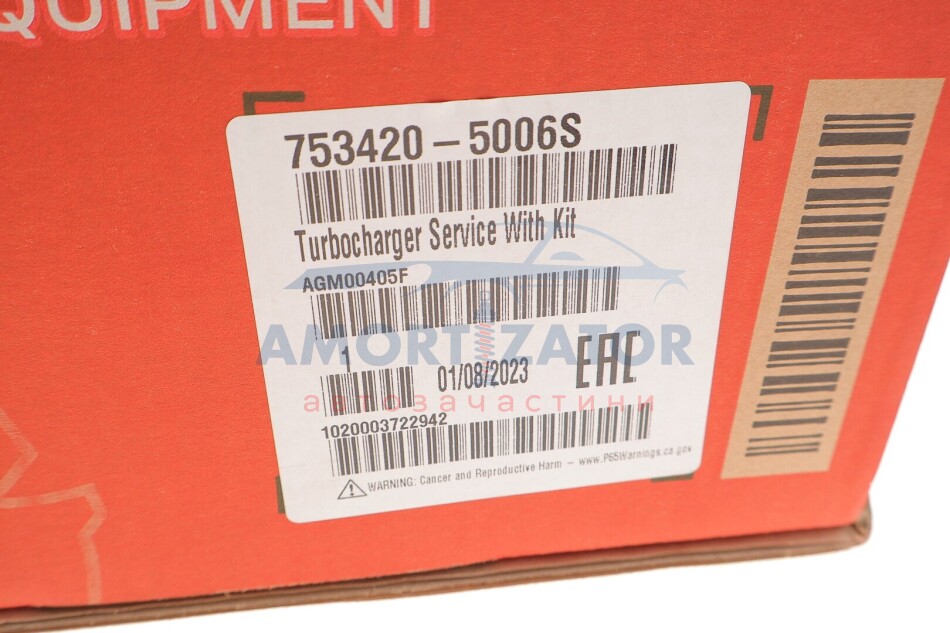 QUIPMENT
753420 – 5006S
Turbocharger Service With Kit
AGM00405F
AMORTIZATOR
1
01/08/2023
EAC
автозачастини
1020003722942
WARNING: Cancer and Reproductive Harm – www.P65Warnings.ca.gov